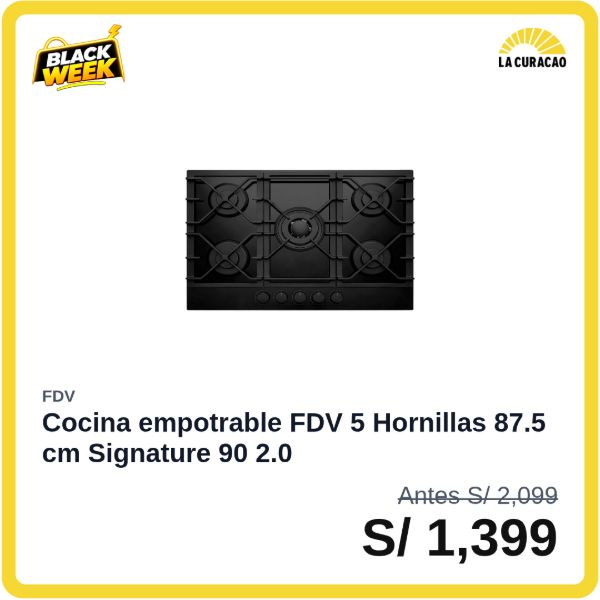 BLACK
WEEK
LA CURACAO
FDV
Cocina empotrable FDV 5 Hornillas 87.5
cm Signature 90 2.0
Antes S/ 2,099
S/ 1,399